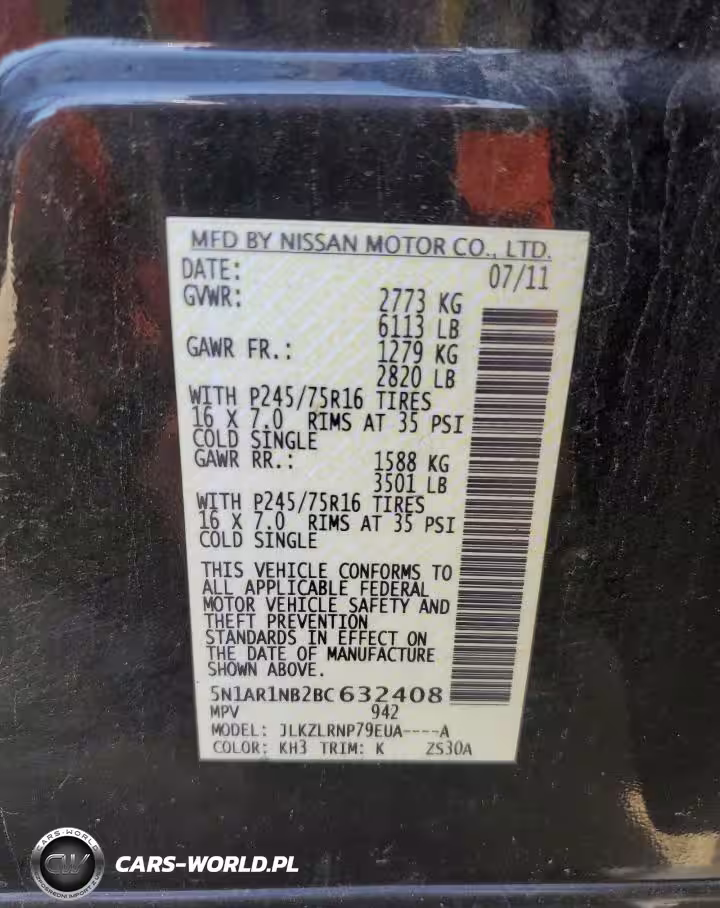 MFD BY NISSAN MOTOR CO., LTD.
DATE: 07/11
GVWR: 2773 KG
6113 LB
GAWR FR.: 1279 KG
2820 LB
WITH P245/75R16 TIRES
16 X 7.0 RIMS AT 35 PSI
COLD SINGLE
GAWR RR.: 1588 KG
3501 LB
WITH P245/75R16 TIRES
16 X 7.0 RIMS AT 35 PSI
COLD SINGLE
THIS VEHICLE CONFORMS TO
ALL APPLICABLE FEDERAL
MOTOR VEHICLE SAFETY AND
THEFT PREVENTION
STANDARDS IN EFFECT ON
THE DATE OF MANUFACTURE
SHOWN ABOVE.
5N1AR1NB2BC632408
MPV 942
MODEL: JLKZLRNP79EUA----A
COLOR: KH3 TRIM: K ZS30A
CARS-WORLD
CW
CARS-WORLD.PL